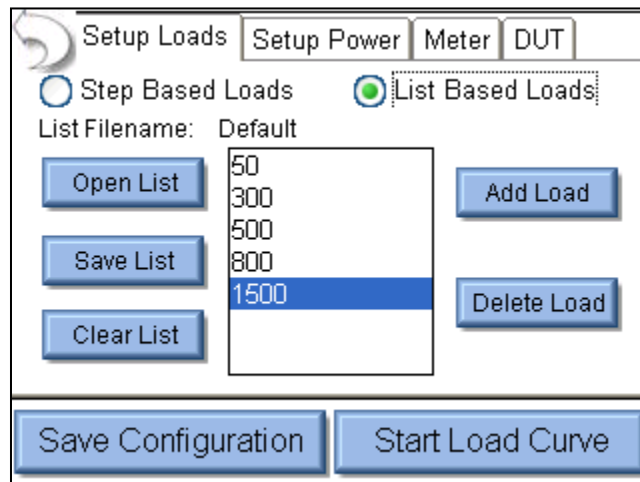 Setup Loads Setup Power Meter DUT
Step Based Loads List Based Loads
List Filename: Default
Open List
Save List
Clear List
50
300
500
800
1500
Add Load
Delete Load
Save Configuration Start Load Curve